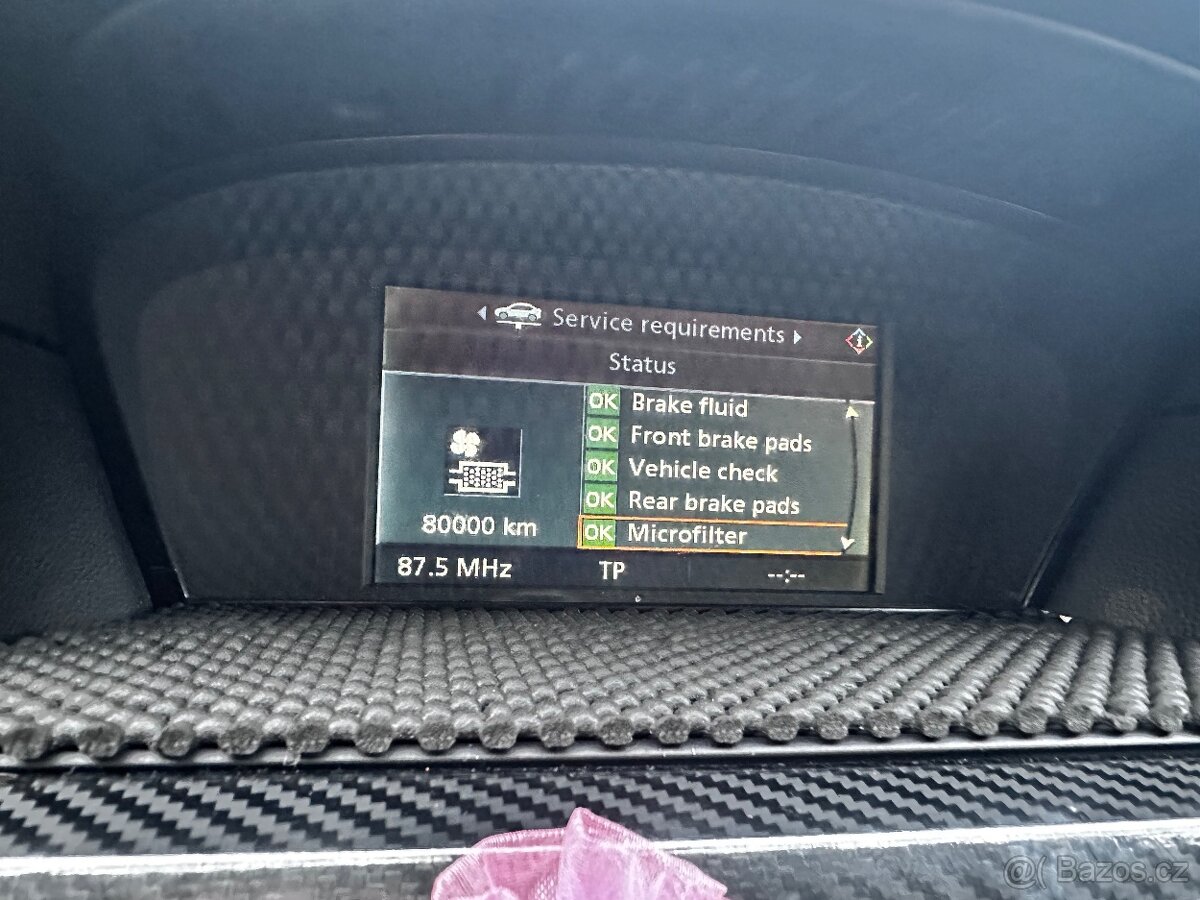 Service requirements
Status
OK Brake fluid
OK Front brake pads
OK Vehicle check
OK Rear brake pads
OK Microfilter
80000 km
87.5 MHz TP --:--
@( Bazos.cz